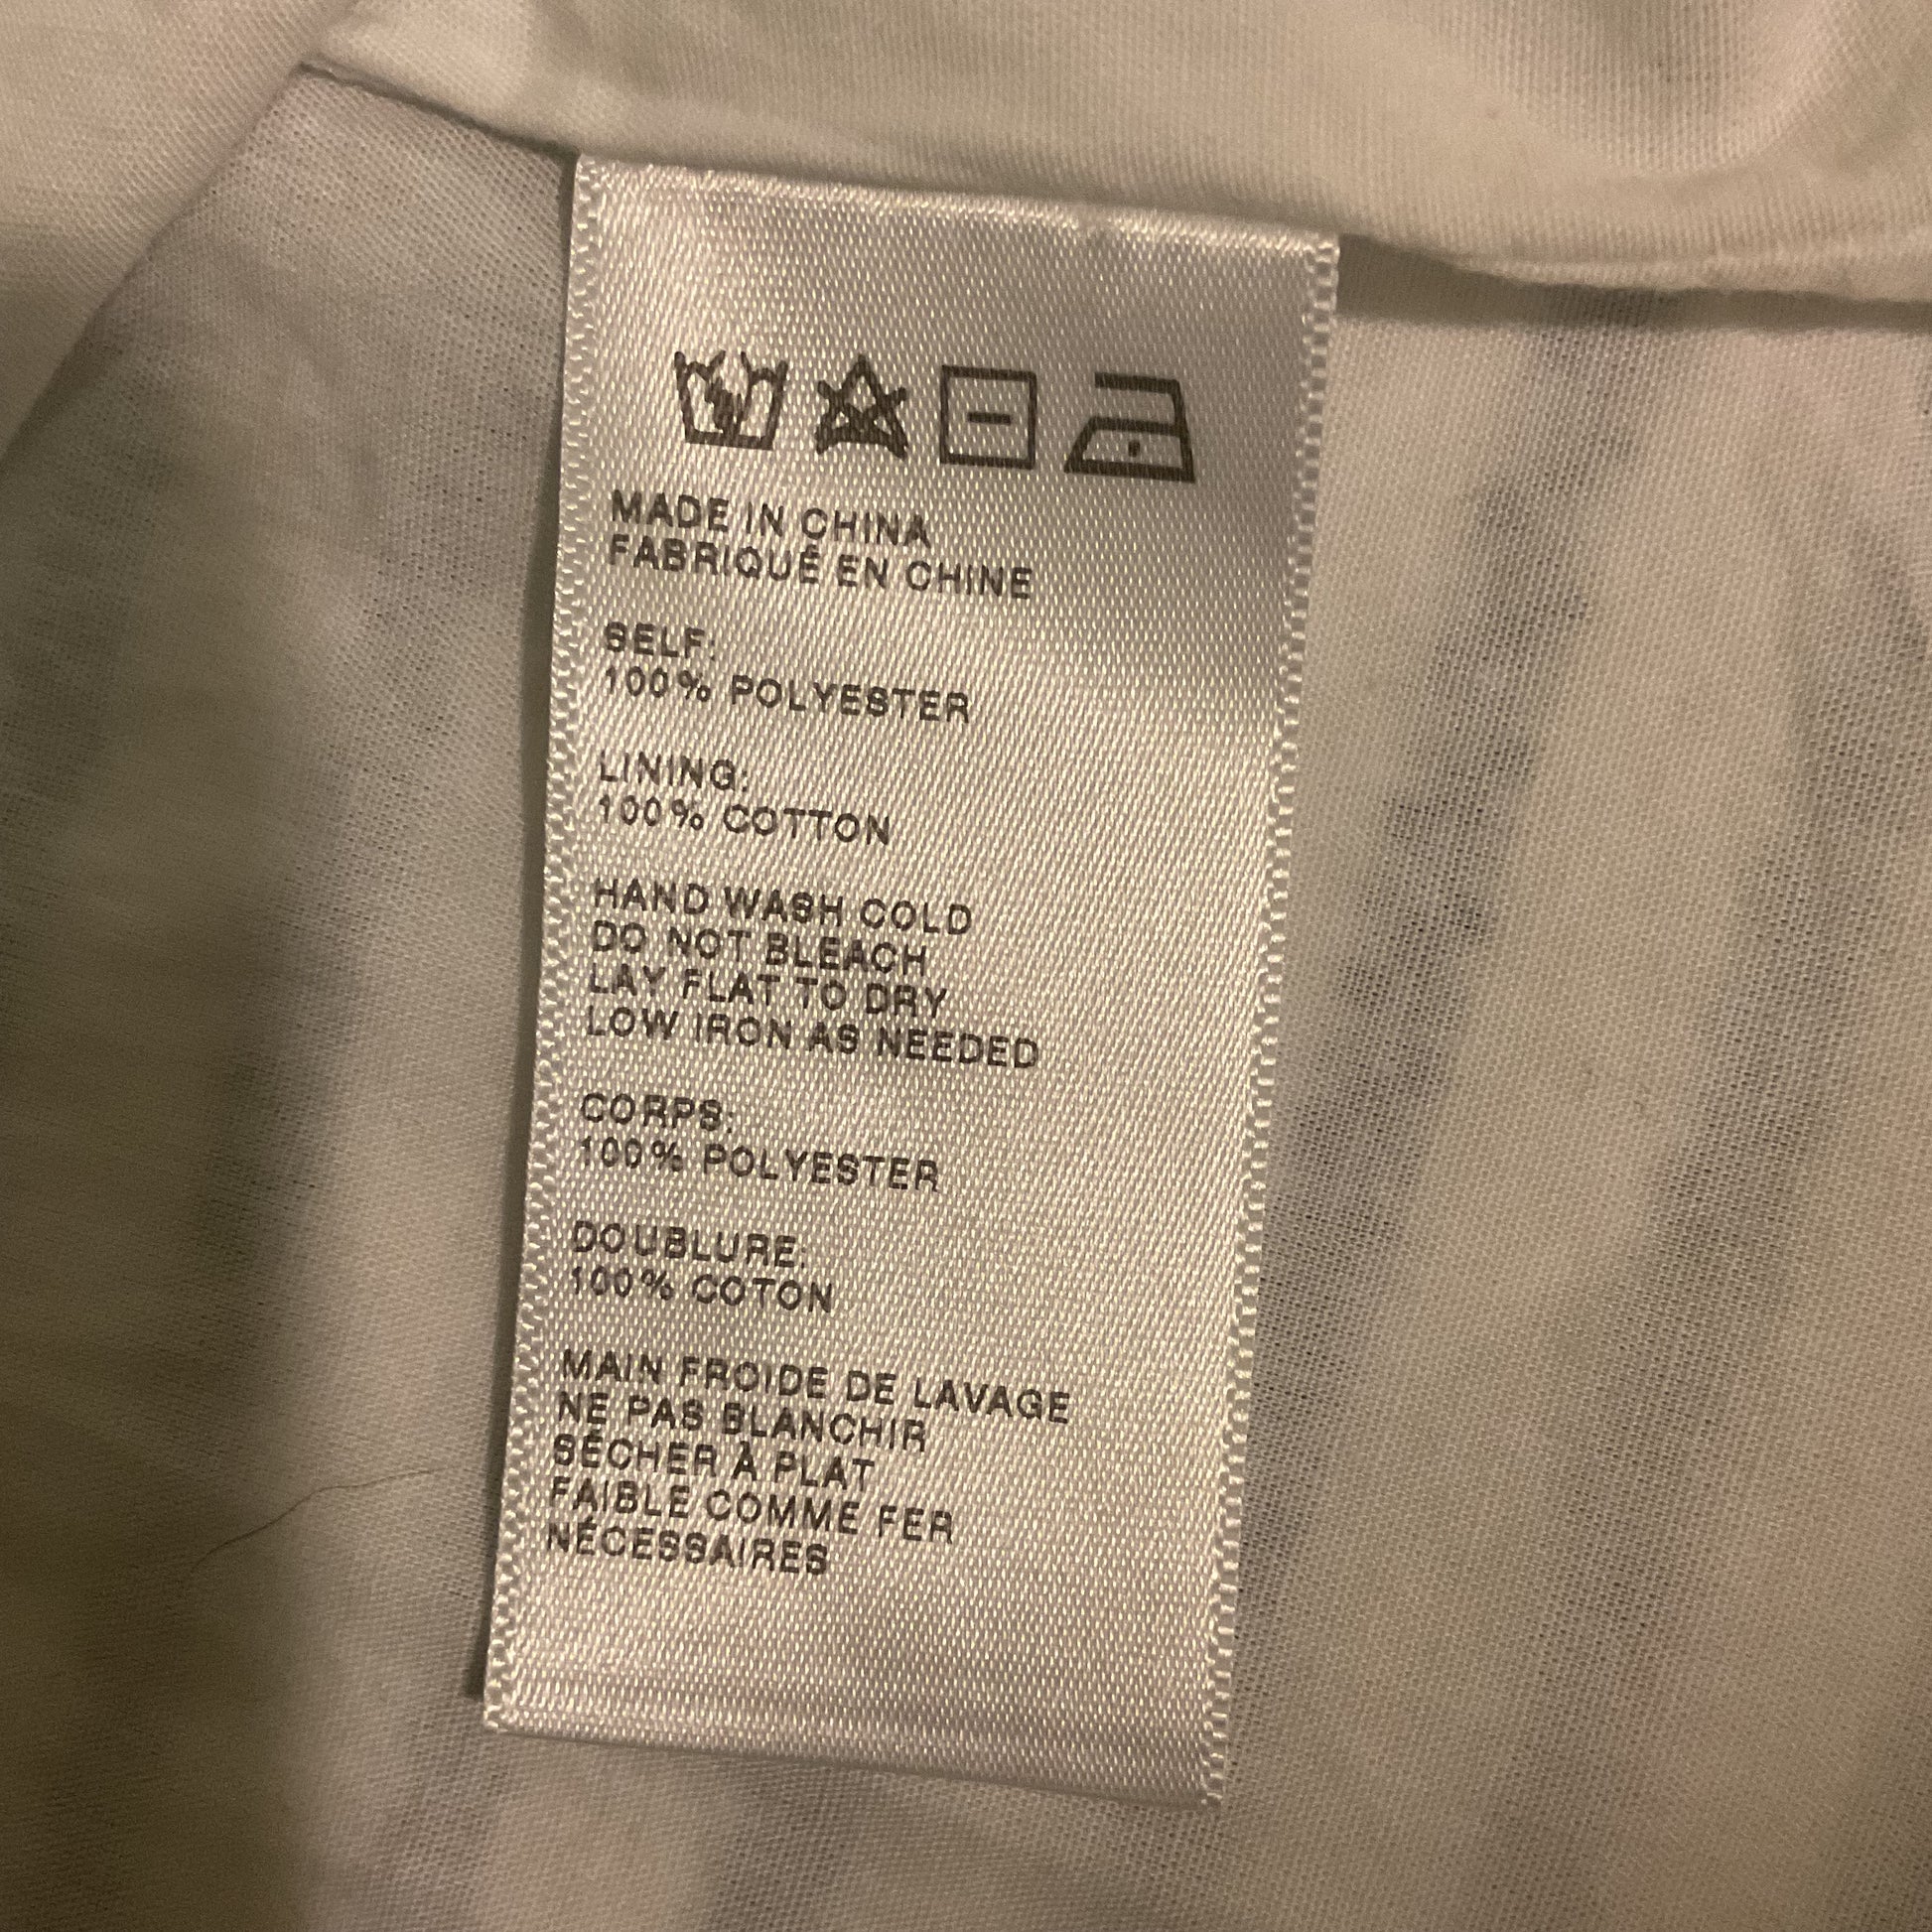 MADE IN CHINA
FABRIQUÉ EN CHINE
SELF:
100% POLYESTER
LINING:
100% COTTON
HAND WASH COLD
DO NOT BLEACH
LAY FLAT TO DRY
LOW IRON AS NEEDED
CORPS:
100% POLYESTER
DOUBLURE:
100% COTON
MAIN FROIDE DE LAVAGE
NE PAS BLANCHIR
SÉCHER À PLAT
FAIBLE COMME FER
NÉCESSAIRES